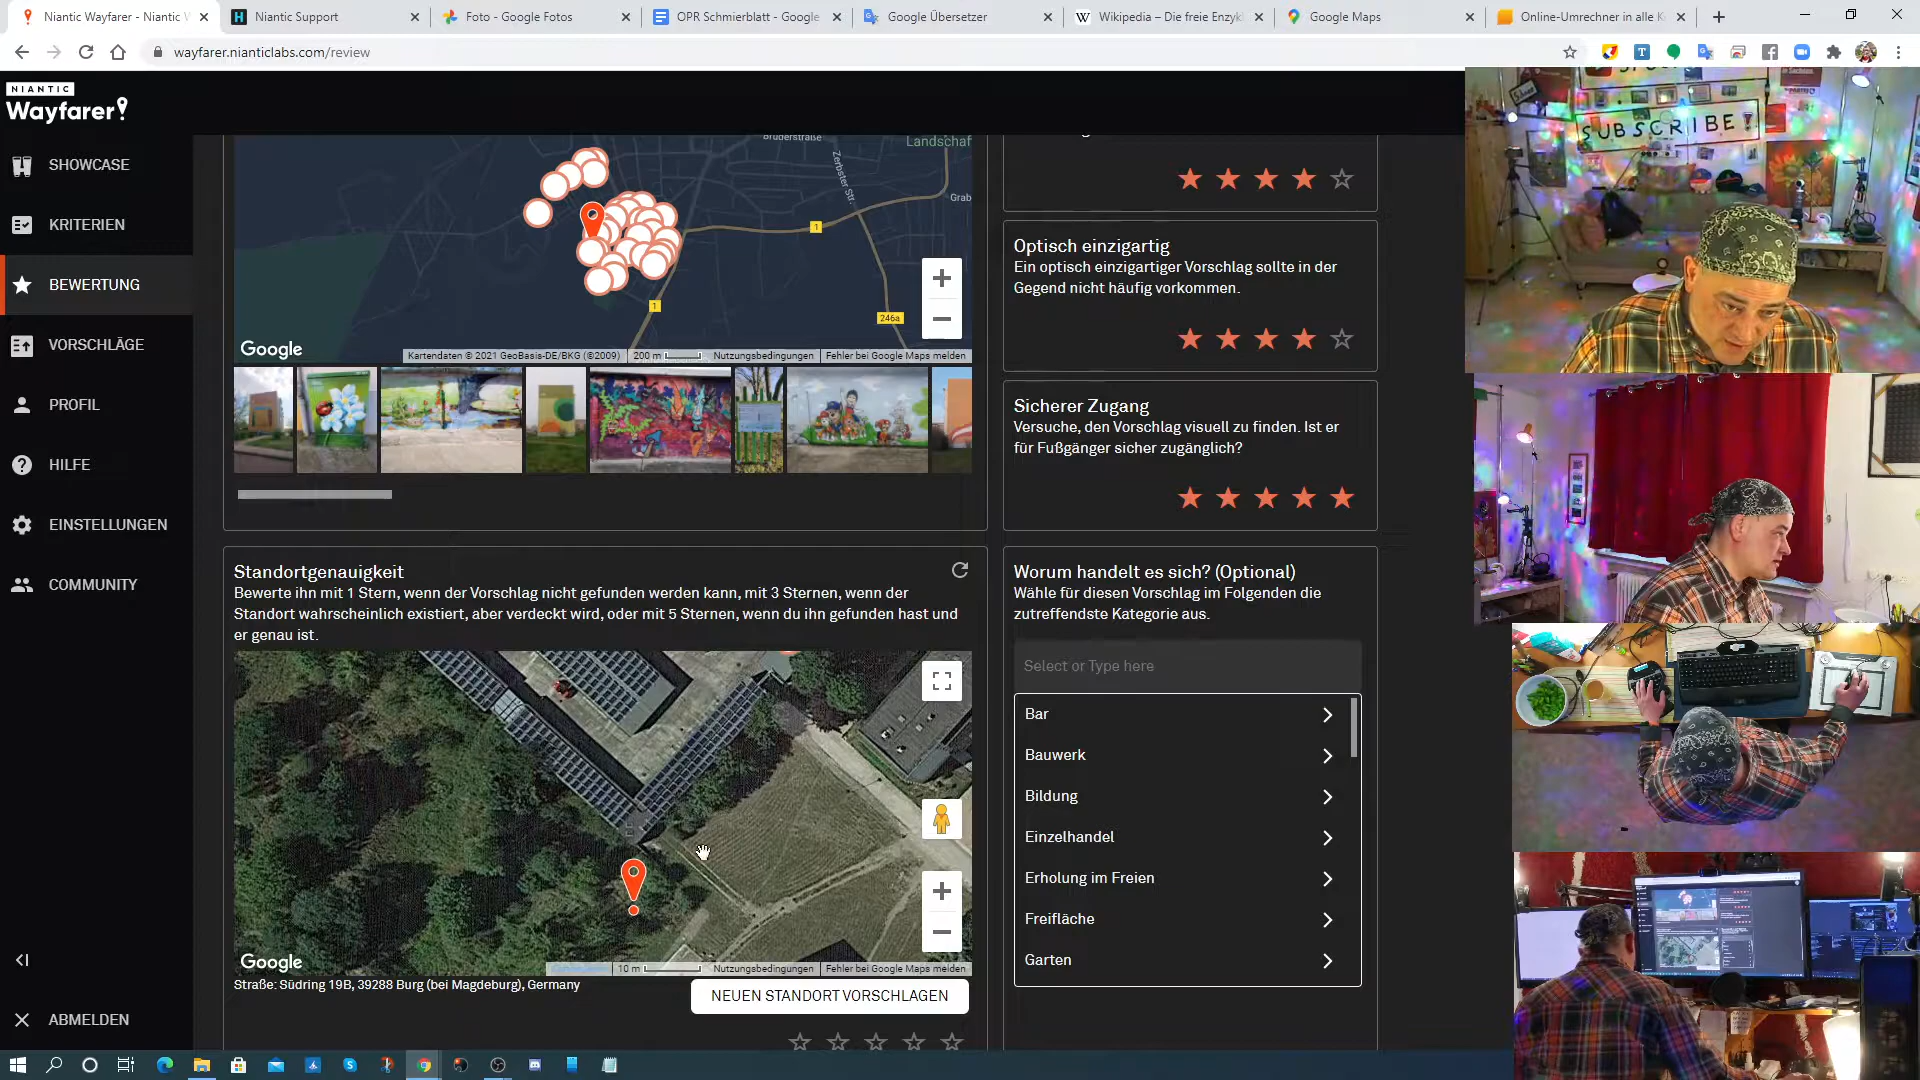 Niantic Wayfarer - Niantic W
Niantic Support
Foto - Google Fotos
OPR Schmierblatt - Google
Google Übersetzer
Wikipedia – Die freie Enzykl
Google Maps
Online-Umrechner in alle
wayfarer.nianticlabs.com/review
NIANTIC
Wayfarer
SHOWCASE
KRITERIEN
BEWERTUNG
VORSCHLÄGE
PROFIL
HILFE
EINSTELLUNGEN
COMMUNITY
ABMELDEN
Bruderstraße
Landschaf
Zerbster Str.
Grab
1
1
246a
Google
Kartendaten © 2021 GeoBasis-DE/BKG (©2009)
200 m
Nutzungsbedingungen
Fehler bei Google Maps melden
Standortgenauigkeit
Bewerte ihn mit 1 Stern, wenn der Vorschlag nicht gefunden werden kann, mit 3 Sternen, wenn der
Standort wahrscheinlich existiert, aber verdeckt wird, oder mit 5 Sternen, wenn du ihn gefunden hast und
er genau ist.
Google
10 m
Nutzungsbedingungen
Fehler bei Google Maps melden
Straße: Südring 19B, 39288 Burg (bei Magdeburg), Germany
NEUEN STANDORT VORSCHLAGEN
Optisch einzigartig
Ein optisch einzigartiger Vorschlag sollte in der
Gegend nicht häufig vorkommen.
Sicherer Zugang
Versuche, den Vorschlag visuell zu finden. Ist er
für Fußgänger sicher zugänglich?
Worum handelt es sich? (Optional)
Wähle für diesen Vorschlag im Folgenden die
zutreffendste Kategorie aus.
Select or Type here
Bar
Bauwerk
Bildung
Einzelhandel
Erholung im Freien
Freifläche
Garten
SUBSCRIBE!